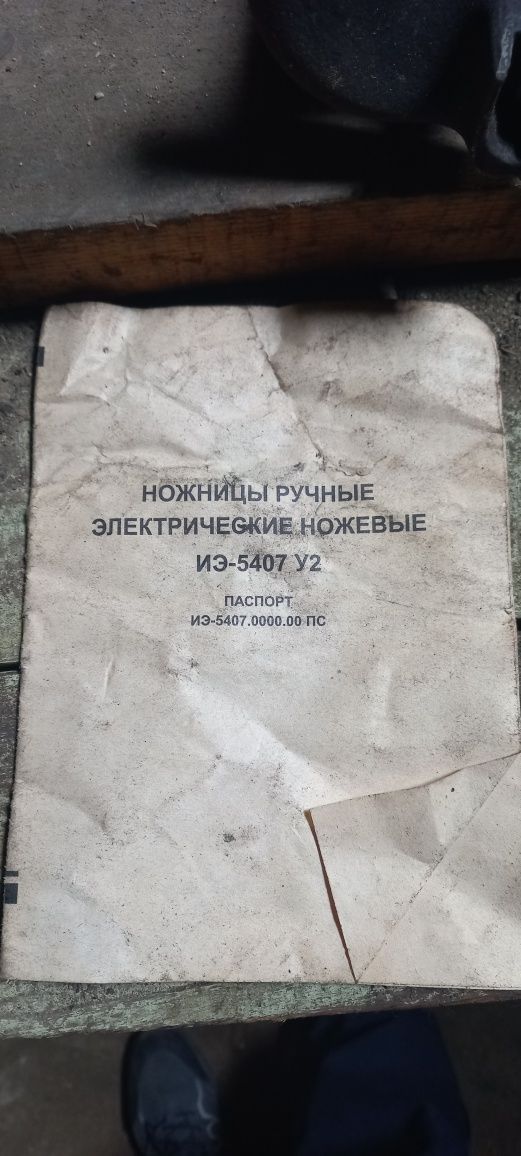 НОЖНИЦЫ РУЧНЫЕ
ЭЛЕКТРИЧЕСКИЕ НОЖЕВЫЕ
ИЭ-5407 У2
ПАСПОРТ
ИЭ-5407.0000.00 ПС